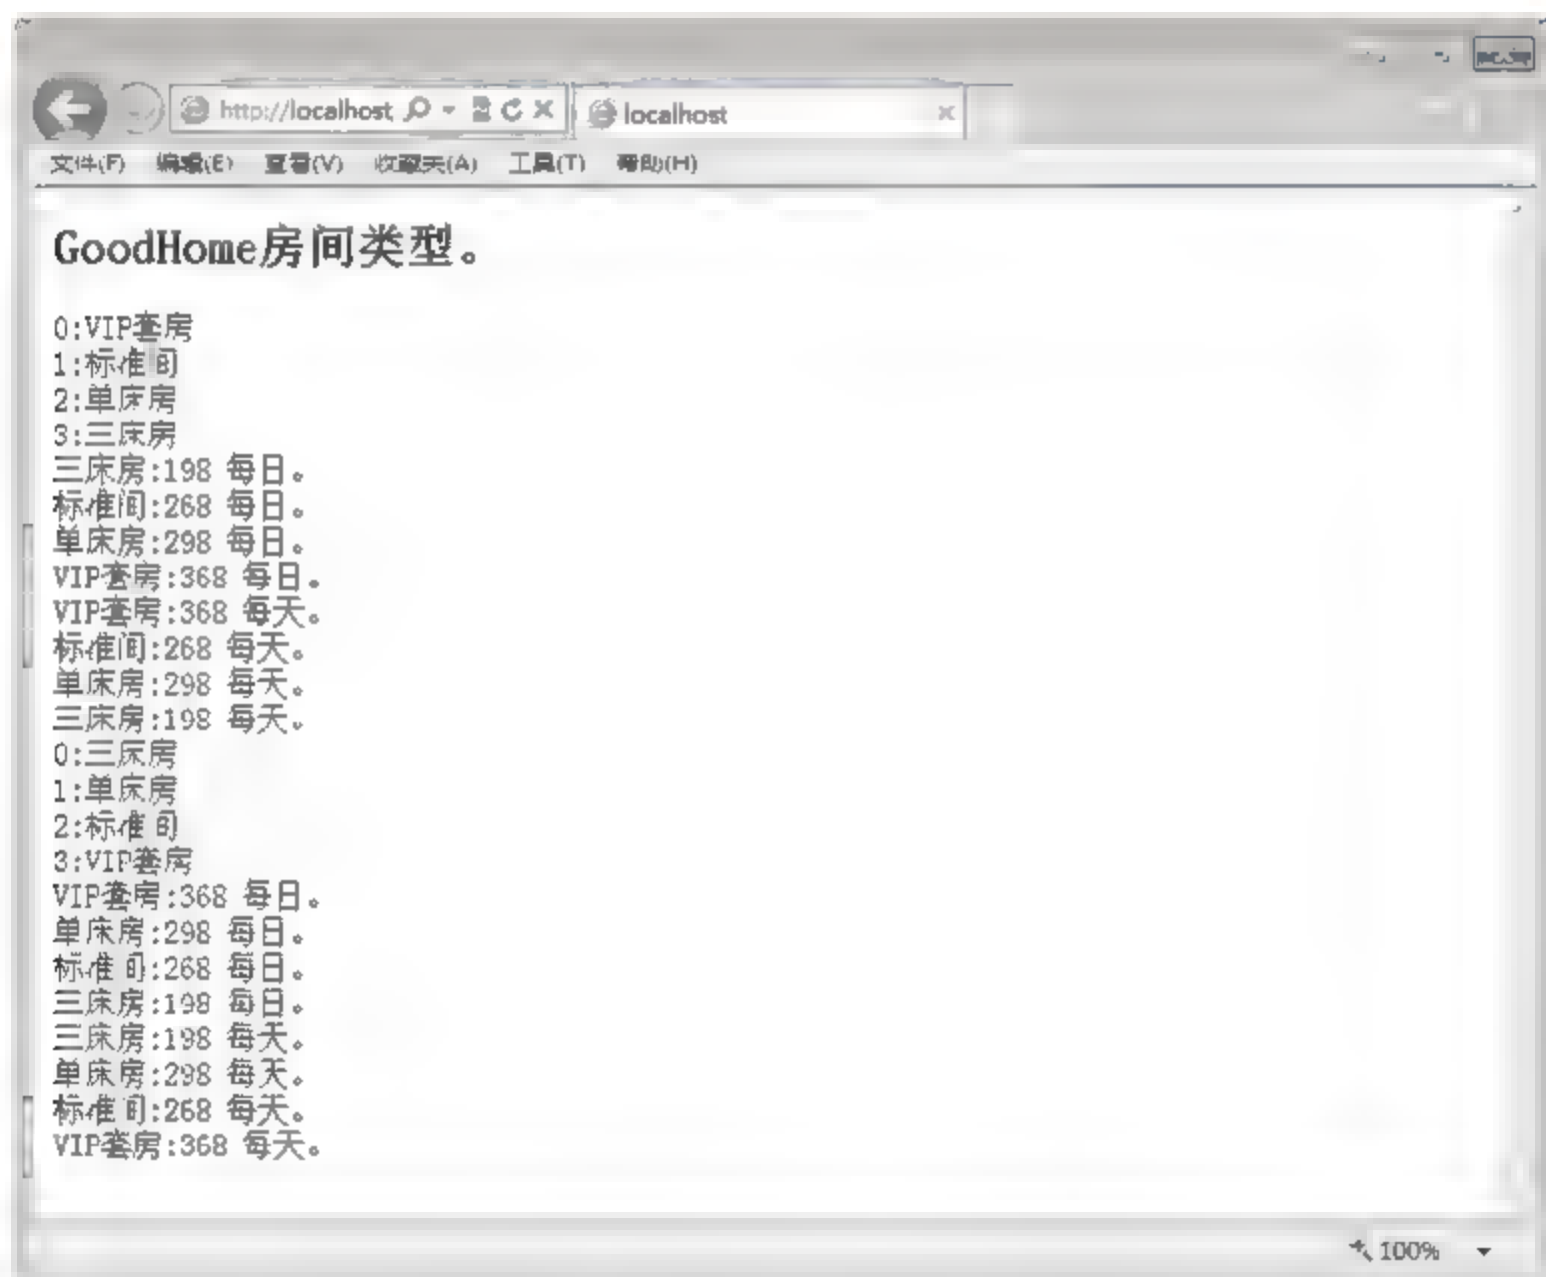 http://localhost
localhost
文件(F) 编辑(E) 查看(V) 收藏夹(A) 工具(T) 帮助(H)
GoodHome房间类型。
0:VIP套房
1:标准间
2:单床房
3:三床房
三床房:198 每日。
标准间:268 每日。
单床房:298 每日。
VIP套房:368 每日。
VIP套房:368 每天。
标准间:268 每天。
单床房:298 每天。
三床房:198 每天。
0:三床房
1:单床房
2:标准间
3:VIP套房
VIP套房:368 每日。
单床房:298 每日。
标准间:268 每日。
三床房:198 每日。
三床房:198 每天。
单床房:298 每天。
标准间:268 每天。
VIP套房:368 每天。
100%